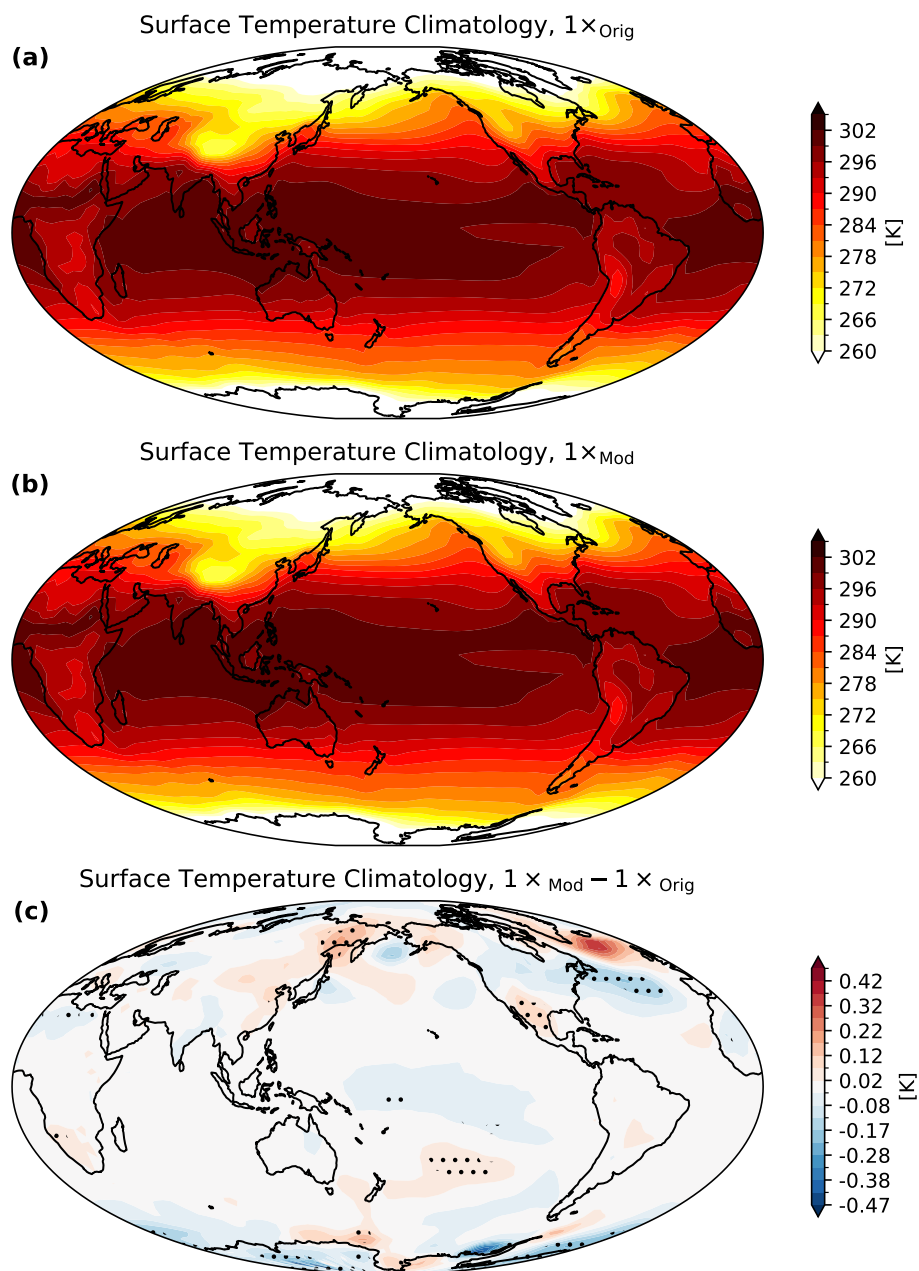 Surface Temperature Climatology, 1×Orig
(a)
302
296
290
284
278
272
266
260
[K]
Surface Temperature Climatology, 1×Mod
(b)
302
296
290
284
278
272
266
260
[K]
Surface Temperature Climatology, 1 × Mod − 1 × Orig
(c)
0.42
0.32
0.22
0.12
0.02
-0.08
-0.17
-0.28
-0.38
-0.47
[K]